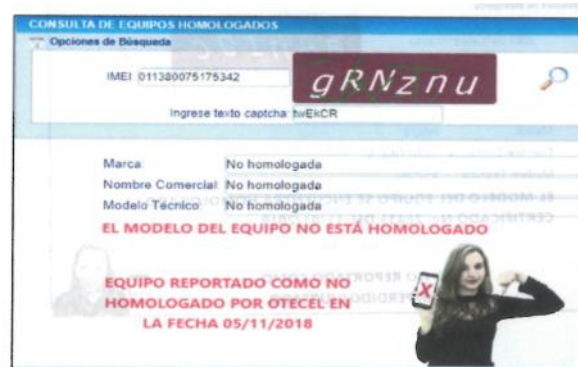 CONSULTA DE EQUIPOS HOMOLOGADOS
Opciones de Búsqueda
IMEI: 011380075175342
gRNznu
Ingrese texto captcha: twEkCR
Marca: No homologada
Nombre Comercial: No homologada
Modelo Técnico: No homologada
EL MODELO DEL EQUIPO NO ESTÁ HOMOLOGADO
EQUIPO REPORTADO COMO NO
HOMOLOGADO POR OTECEL EN
LA FECHA 05/11/2018